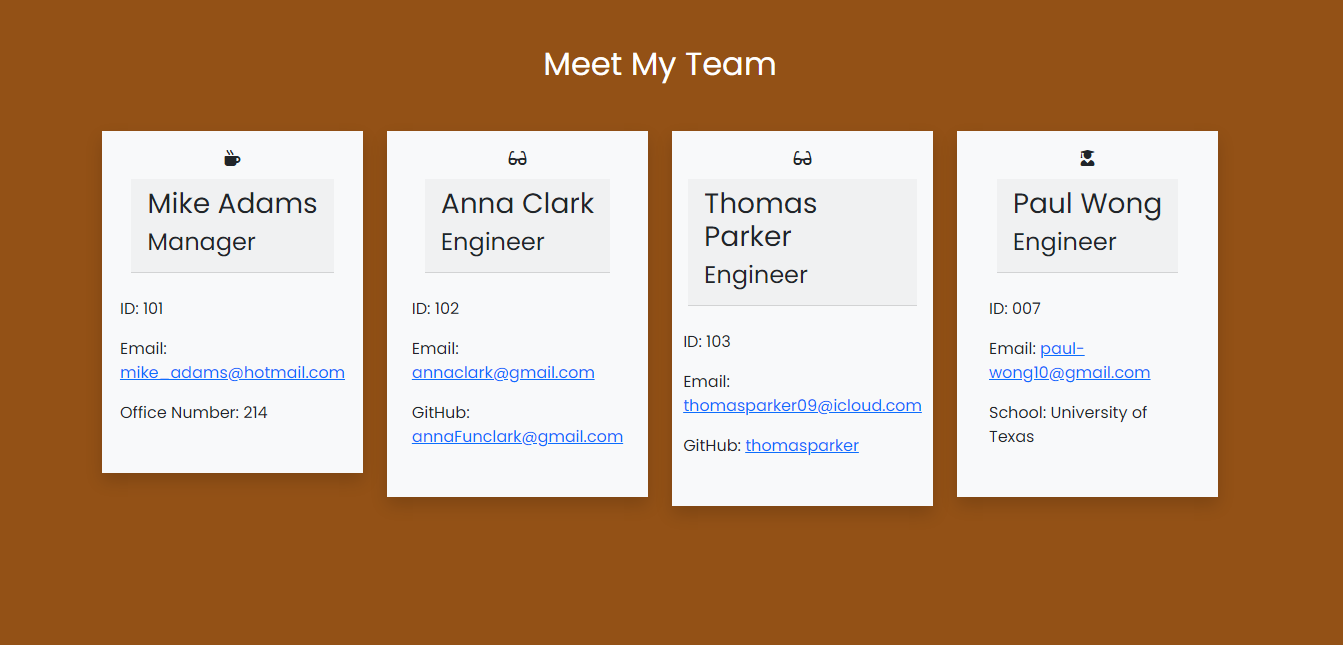 Meet My Team
Mike Adams
Manager
ID: 101
Email:
mike_adams@hotmail.com
Office Number: 214
Anna Clark
Engineer
ID: 102
Email:
annaclark@gmail.com
GitHub:
annaFunclark@gmail.com
Thomas
Parker
Engineer
ID: 103
Email:
thomasparker09@icloud.com
GitHub: thomasparker
Paul Wong
Engineer
ID: 007
Email: paul-
wong10@gmail.com
School: University of
Texas